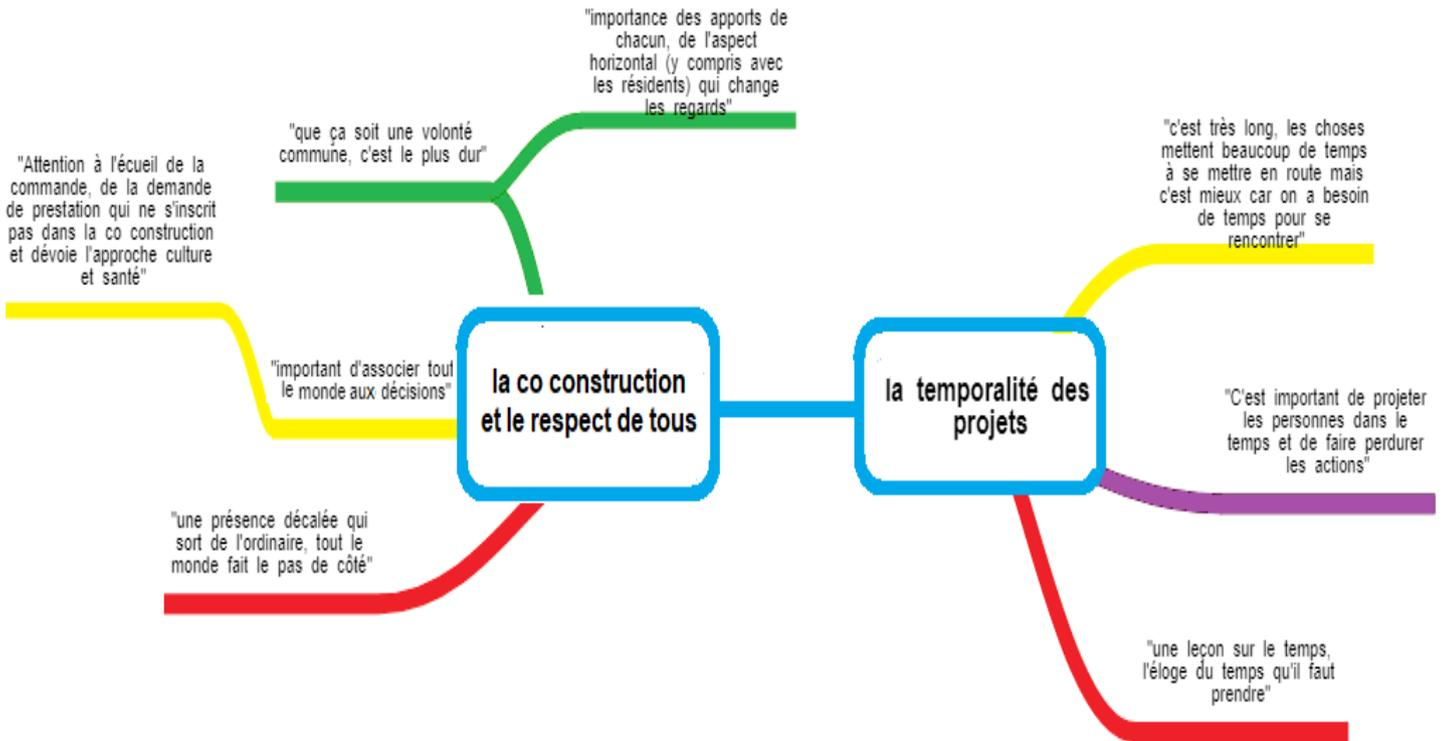 "importance des apports de
chacun, de l'aspect
horizontal (y compris avec
les résidents) qui change
les regards"
"que ça soit une volonté
commune, c'est le plus dur"
"Attention à l'écueil de la
commande, de la demande
de prestation qui ne s'inscrit
pas dans la co construction
et dévoie l'approche culture
et santé"
"important d'associer tout
le monde aux décisions"
la co construction
et le respect de tous
"une présence décalée qui
sort de l'ordinaire, tout le
monde fait le pas de côté"
"c'est très long, les choses
mettent beaucoup de temps
à se mettre en route mais
c'est mieux car on a besoin
de temps pour se
rencontrer"
la temporalité des
projets
"C'est important de projeter
les personnes dans le
temps et de faire perdurer
les actions"
"une leçon sur le temps,
l'éloge du temps qu'il faut
prendre"